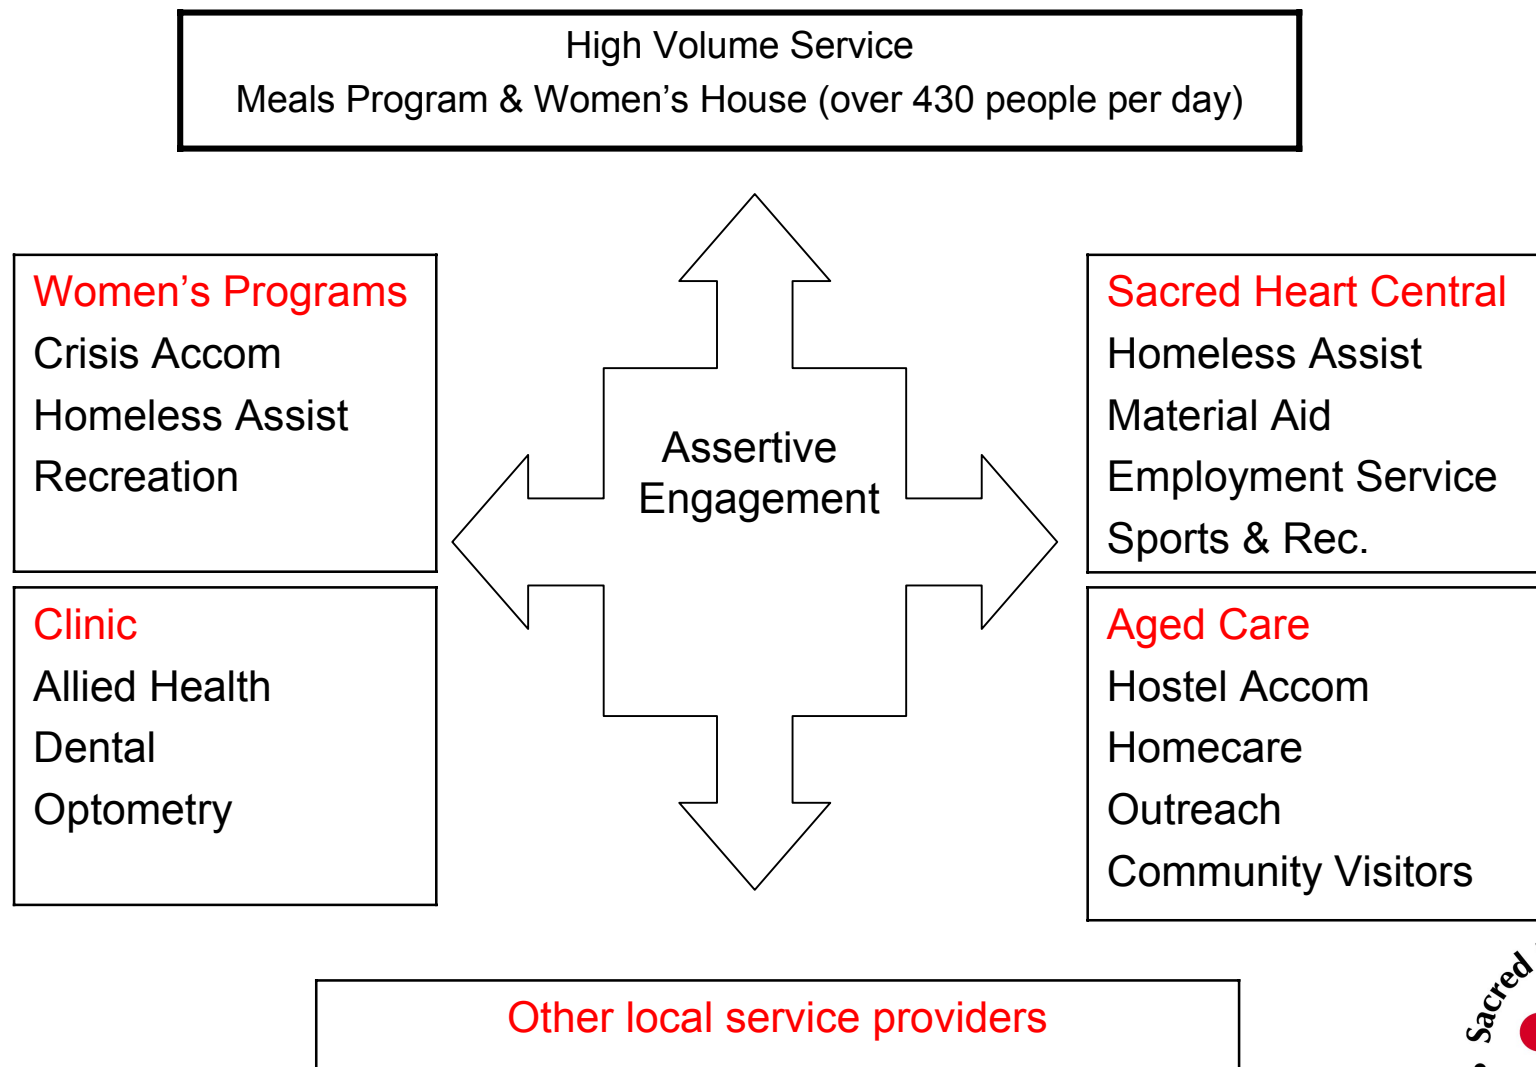 High Volume Service
Meals Program & Women’s House (over 430 people per day)
Women’s Programs
Crisis Accom
Homeless Assist
Recreation
Clinic
Allied Health
Dental
Optometry
Assertive
Engagement
Sacred Heart Central
Homeless Assist
Material Aid
Employment Service
Sports & Rec.
Aged Care
Hostel Accom
Homecare
Outreach
Community Visitors
Other local service providers
Sacred